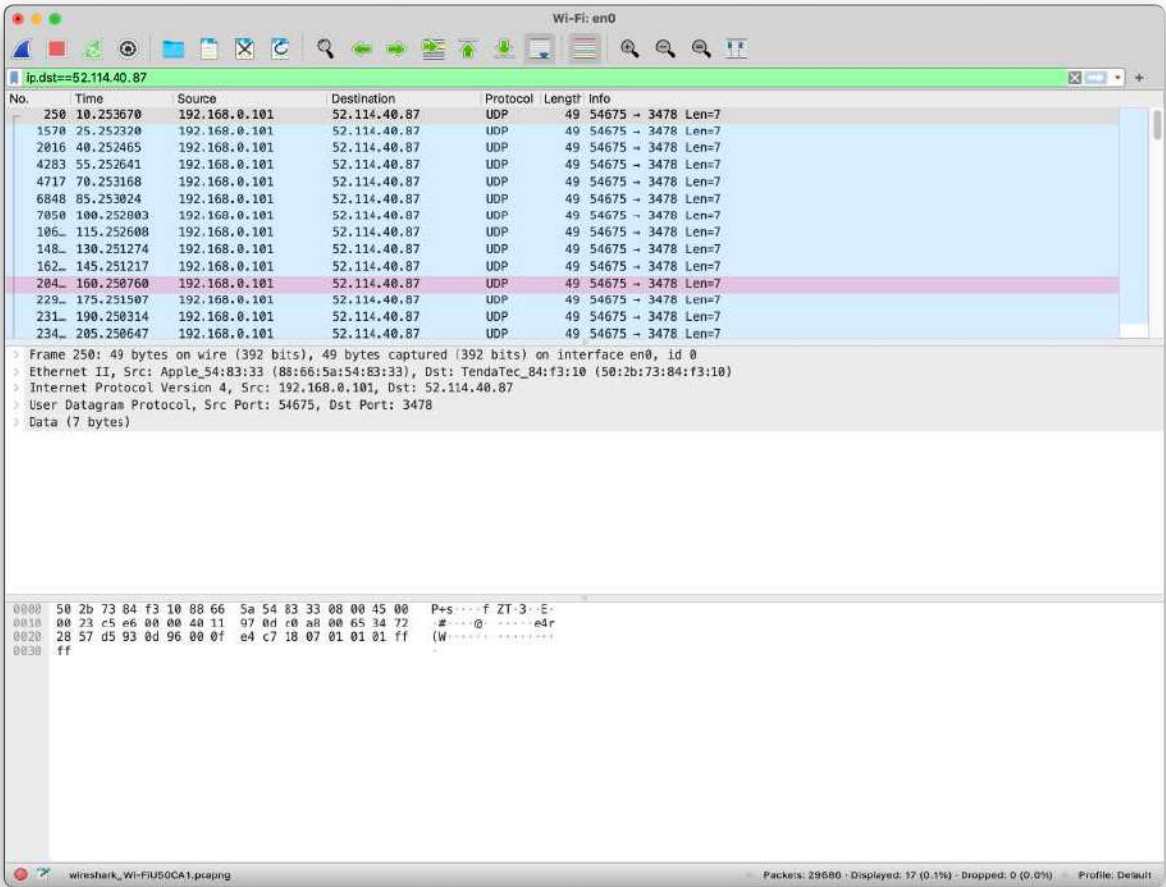 Wi-Fi: en0
ip.dst==52.114.40.87
+
No. Time Source Destination Protocol Length Info
250 10.253670 192.168.0.101 52.114.40.87 UDP 49 54675 → 3478 Len=7
1570 25.252320 192.168.0.101 52.114.40.87 UDP 49 54675 → 3478 Len=7
2016 40.252465 192.168.0.101 52.114.40.87 UDP 49 54675 → 3478 Len=7
4283 55.252641 192.168.0.101 52.114.40.87 UDP 49 54675 → 3478 Len=7
4717 70.253168 192.168.0.101 52.114.40.87 UDP 49 54675 → 3478 Len=7
6848 85.253024 192.168.0.101 52.114.40.87 UDP 49 54675 → 3478 Len=7
7050 100.252803 192.168.0.101 52.114.40.87 UDP 49 54675 → 3478 Len=7
106… 115.252608 192.168.0.101 52.114.40.87 UDP 49 54675 → 3478 Len=7
148… 130.251274 192.168.0.101 52.114.40.87 UDP 49 54675 → 3478 Len=7
162… 145.251217 192.168.0.101 52.114.40.87 UDP 49 54675 → 3478 Len=7
204… 160.250760 192.168.0.101 52.114.40.87 UDP 49 54675 → 3478 Len=7
229… 175.251507 192.168.0.101 52.114.40.87 UDP 49 54675 → 3478 Len=7
231… 190.250314 192.168.0.101 52.114.40.87 UDP 49 54675 → 3478 Len=7
234… 205.250647 192.168.0.101 52.114.40.87 UDP 49 54675 → 3478 Len=7
> Frame 250: 49 bytes on wire (392 bits), 49 bytes captured (392 bits) on interface en0, id 0
> Ethernet II, Src: Apple_54:83:33 (88:66:5a:54:83:33), Dst: TendaTec_84:f3:10 (50:2b:73:84:f3:10)
> Internet Protocol Version 4, Src: 192.168.0.101, Dst: 52.114.40.87
> User Datagram Protocol, Src Port: 54675, Dst Port: 3478
> Data (7 bytes)
0000 50 2b 73 84 f3 10 88 66 5a 54 83 33 08 00 45 00 P+s····f ZT·3··E·
0010 00 23 c5 e6 00 00 40 11 97 0d c0 a8 00 65 34 72 ·#····@· ·····e4r
0020 28 57 d5 93 0d 96 00 0f e4 c7 18 07 01 01 01 ff (W······ ········
0030 ff ·
wireshark_Wi-FiU50CA1.pcapng Packets: 29686 · Displayed: 17 (0.1%) · Dropped: 0 (0.0%) Profile: Default